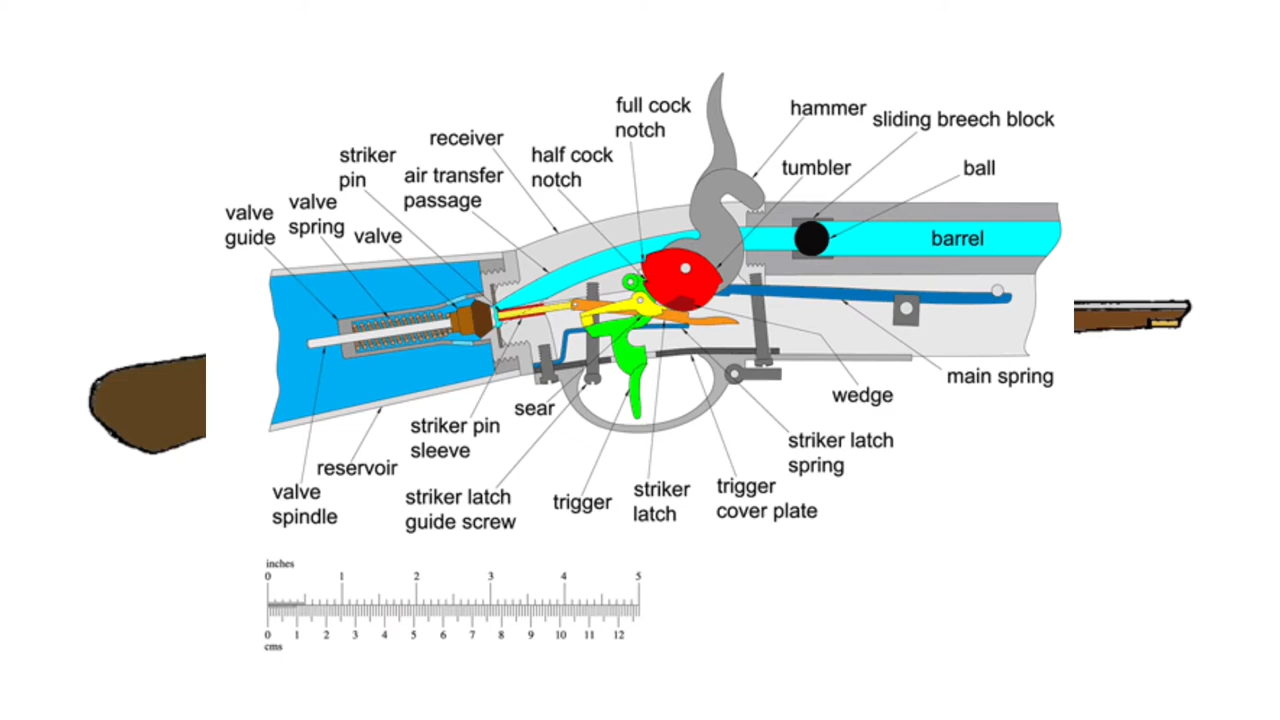 full cock
notch
hammer
sliding breech block
receiver
half cock
notch
striker
pin
air transfer
passage
tumbler
ball
valve
spring
valve
guide
valve
barrel
main spring
wedge
sear
striker pin
sleeve
striker latch
spring
reservoir
valve
spindle
striker latch
guide screw
trigger
striker
latch
trigger
cover plate
inches
0 1 2 3 4 5
0 1 2 3 4 5 6 7 8 9 10 11 12
cms